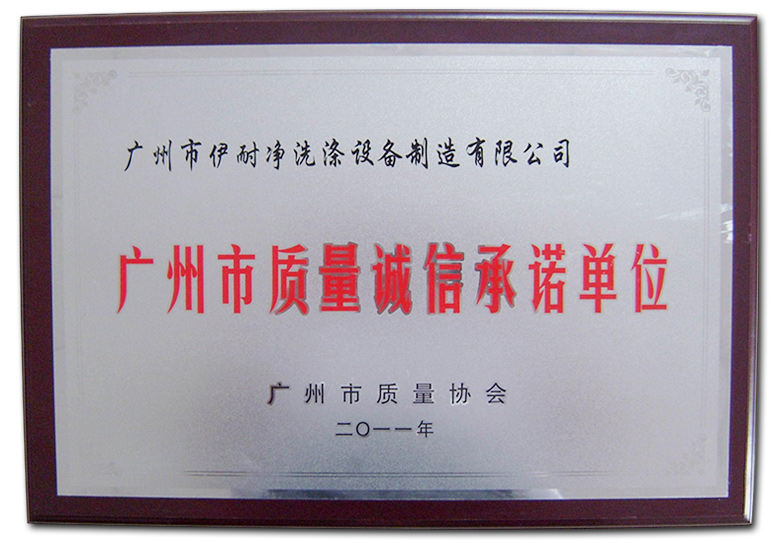 广州市伊耐净洗涤设备制造有限公司
广州市质量诚信承诺单位
广州市质量协会
二〇一一年